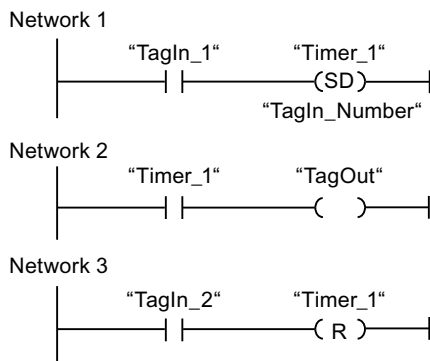 Network 1
“TagIn_1“ “Timer_1“
SD
“TagIn_Number“
Network 2
“Timer_1“ “TagOut“
Network 3
“TagIn_2“ “Timer_1“
R